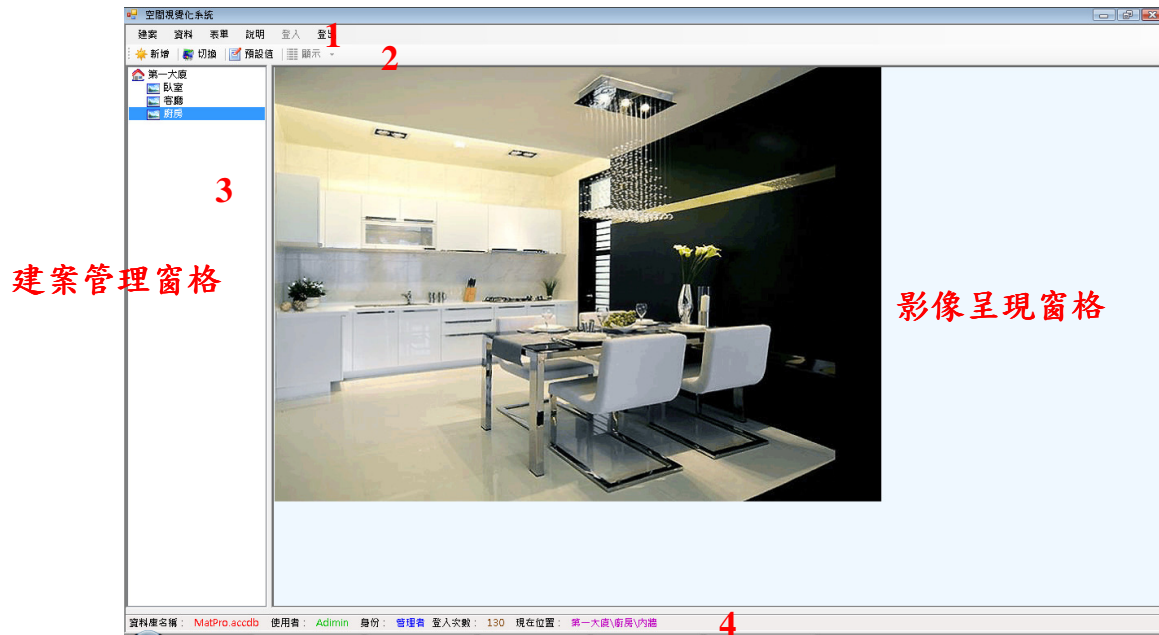 空間視覺化系統
建案 資料 表單 說明 登入 登出
1
新增 切換 預設值 顯示
2
第一大廈
臥室
客廳
廚房
3
建案管理窗格
影像呈現窗格
資料庫名稱： MatPro.accdb 使用者： Adimin 身份： 管理者 登入次數： 130 現在位置： 第一大廈\廚房\內牆
4